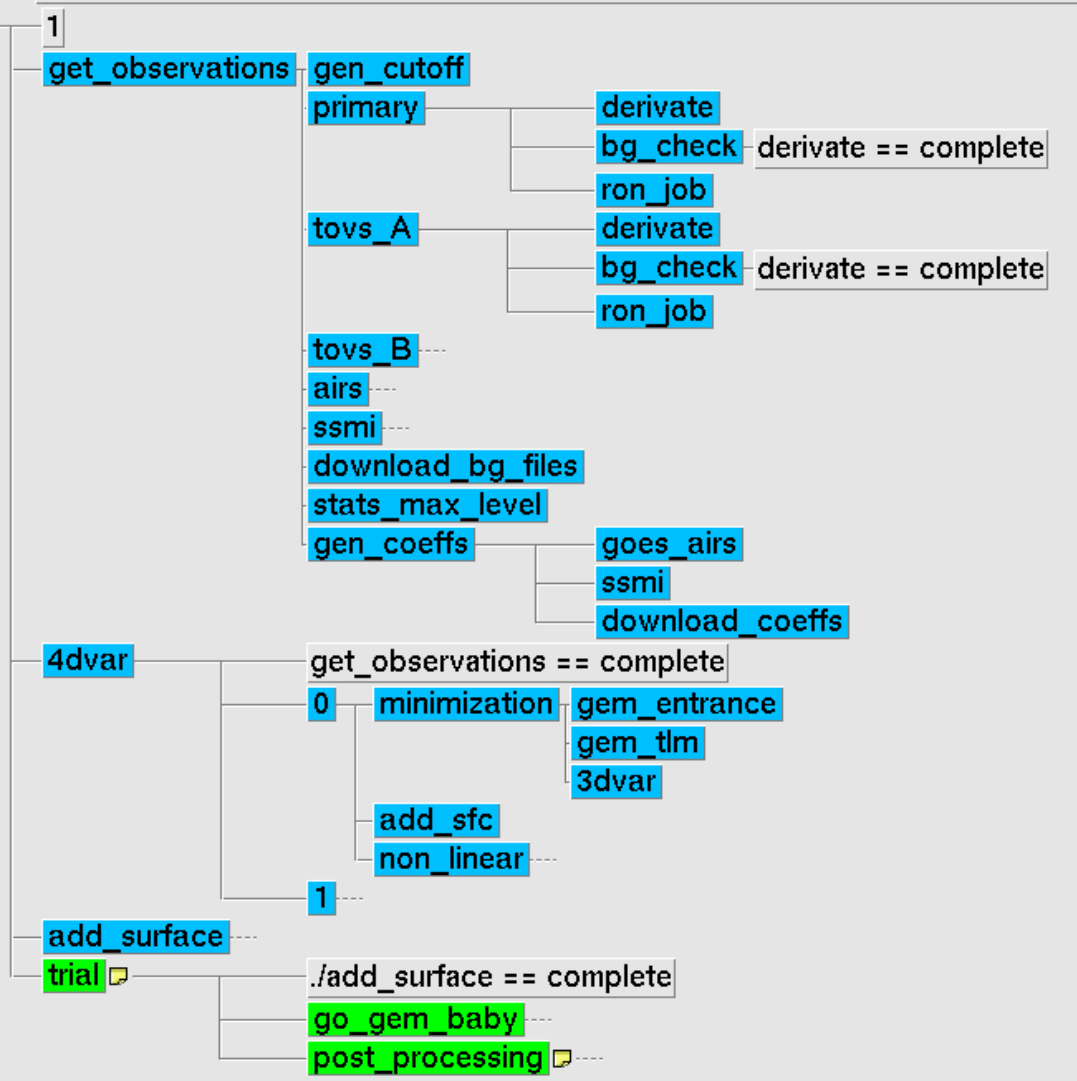 1
get_observations gen_cutoff
primary derivate
bg_check derivate == complete
ron_job
tovs_A derivate
bg_check derivate == complete
ron_job
tovs_B
airs
ssmi
download_bg_files
stats_max_level
gen_coeffs goes_airs
ssmi
download_coeffs
4dvar get_observations == complete
0 minimization gem_entrance
gem_tlm
3dvar
add_sfc
non_linear
1
add_surface
trial ./add_surface == complete
go_gem_baby
post_processing